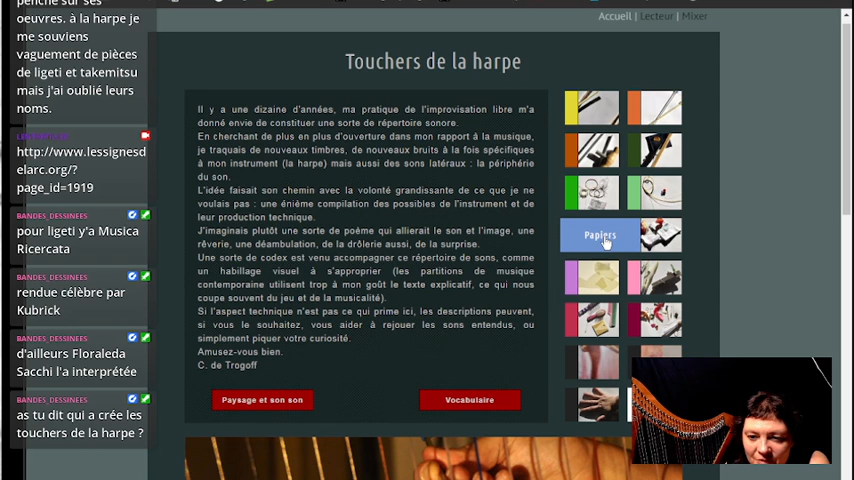 penché sur ses
oeuvres. à la harpe je
me souviens
vaguement de pièces
de ligeti et takemitsu
mais j'ai oublié leurs
noms.
http://www.lessignesd
elarc.org/?
page_id=1919
BANDES_DESSINEES
pour ligeti y'a Musica
Ricercata
BANDES_DESSINEES
rendue célèbre par
Kubrick
BANDES_DESSINEES
d'ailleurs Floraleda
Sacchi l'a interprétée
BANDES_DESSINEES
as tu dit qui a crée les
touchers de la harpe ?
Accueil | Lecteur | Mixer
Touchers de la harpe
Il y a une dizaine d'années, ma pratique de l'improvisation libre m'a
donné envie de constituer une sorte de répertoire sonore.
En cherchant de plus en plus d'ouverture dans mon rapport à la musique,
je traquais de nouveaux timbres, de nouveaux bruits à la fois spécifiques
à mon instrument (la harpe) mais aussi des sons latéraux : la périphérie
du son.
L'idée faisait son chemin avec la volonté grandissante de ce que je ne
voulais pas : une énième compilation des possibles de l'instrument et de
leur production technique.
J'imaginais plutôt une sorte de poème qui allierait le son et l'image, une
rêverie, une déambulation, de la drôlerie aussi, de la surprise.
Une sorte de codex est venu accompagner ce répertoire de sons, comme
un habillage visuel à s'approprier (les partitions de musique
contemporaine utilisent trop à mon goût le texte explicatif, ce qui nous
coupe souvent du jeu et de la musicalité).
Si l'aspect technique n'est pas ce qui prime ici, les descriptions peuvent,
si vous le souhaitez, vous aider à rejouer les sons entendus, ou
simplement piquer votre curiosité.
Amusez-vous bien.
C. de Trogoff
Paysage et son son
Vocabulaire
Papiers